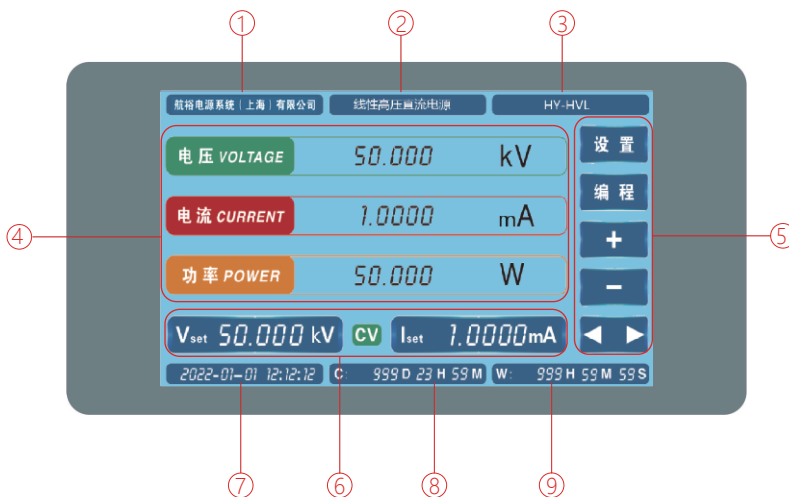 ① ② ③
航裕电源系统（上海）有限公司 线性高压直流电源 HY-HVL
电压 VOLTAGE 50.000 kV
设置
编程
电流 CURRENT 1.0000 mA
+
④ ⑤
功率 POWER 50.000 W
−
Vset 50.000 kV CV Iset 1.0000mA
◀ ▶
2022-01-01 12:12:12 C: 999 D 23 H 59 M W: 999 H 59 M 59 S
⑦ ⑥ ⑧ ⑨